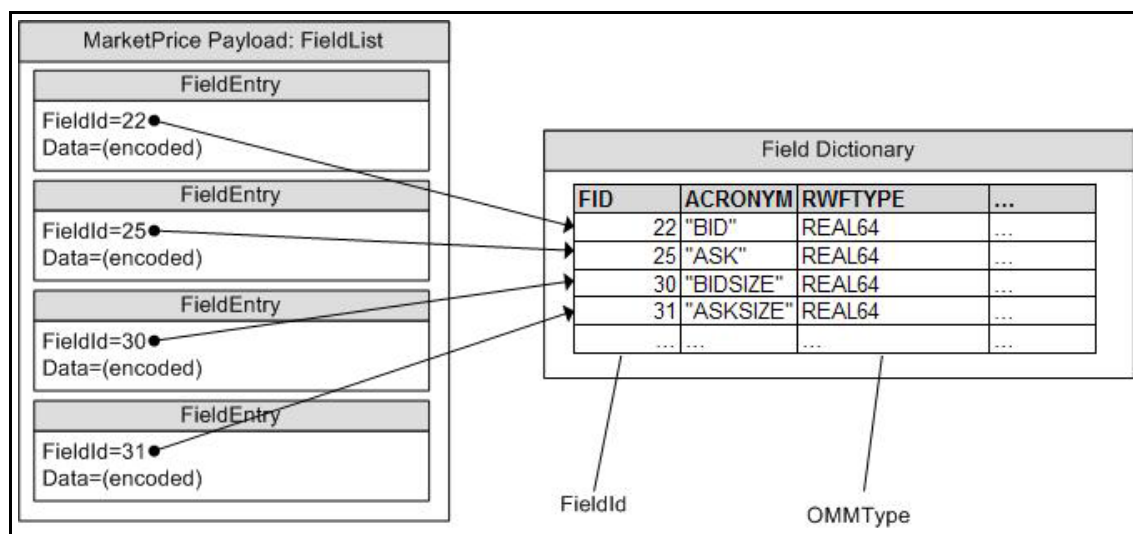 MarketPrice Payload: FieldList
FieldEntry
FieldId=22
Data=(encoded)
FieldEntry
FieldId=25
Data=(encoded)
FieldEntry
FieldId=30
Data=(encoded)
FieldEntry
FieldId=31
Data=(encoded)
Field Dictionary
FID ACRONYM RWFTYPE ...
22 "BID" REAL64 ...
25 "ASK" REAL64 ...
30 "BIDSIZE" REAL64 ...
31 "ASKSIZE" REAL64 ...
... ... ... ...
FieldId
OMMType